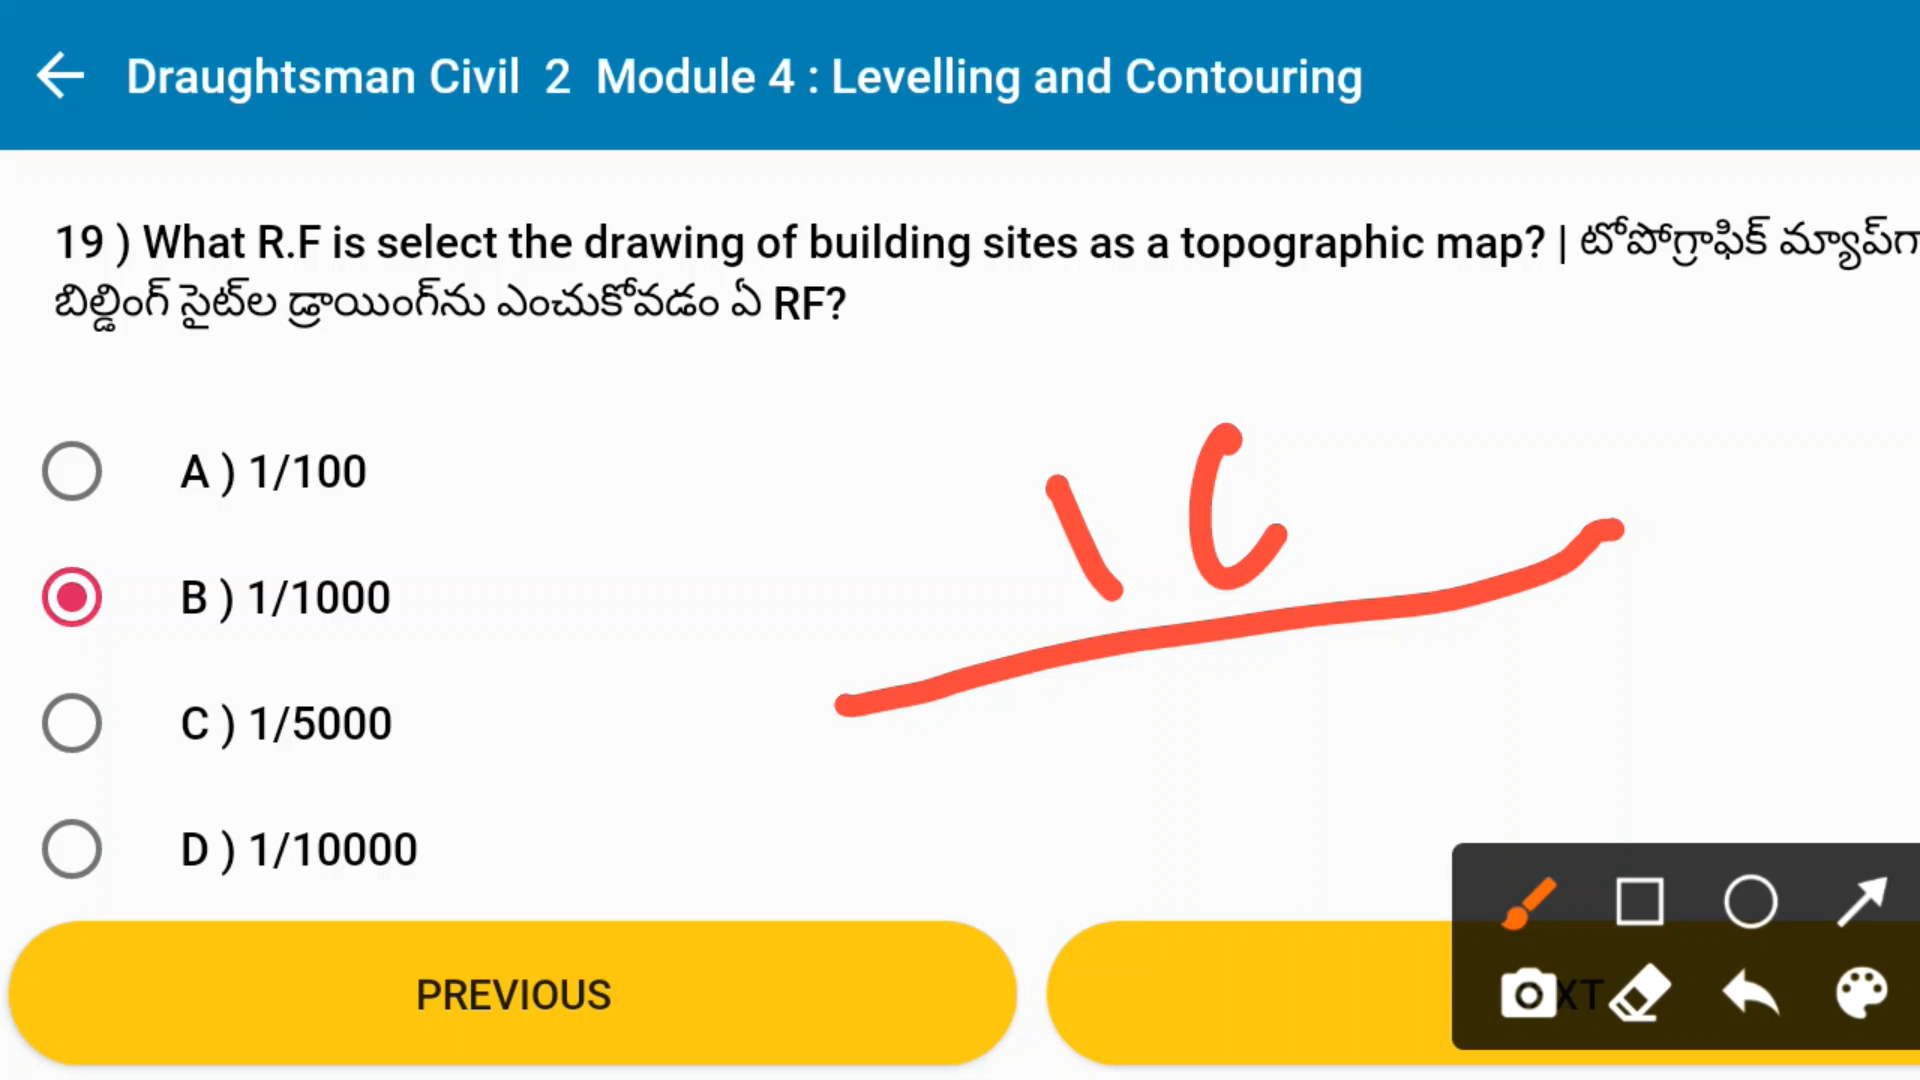 Draughtsman Civil 2 Module 4 : Levelling and Contouring
19 ) What R.F is select the drawing of building sites as a topographic map? | టోపోగ్రాఫిక్ మ్యాప్‌గా
బిల్డింగ్ సైట్‌ల డ్రాయింగ్‌ను ఎంచుకోవడం ఏ RF?
A ) 1/100
B ) 1/1000
C ) 1/5000
D ) 1/10000
PREVIOUS